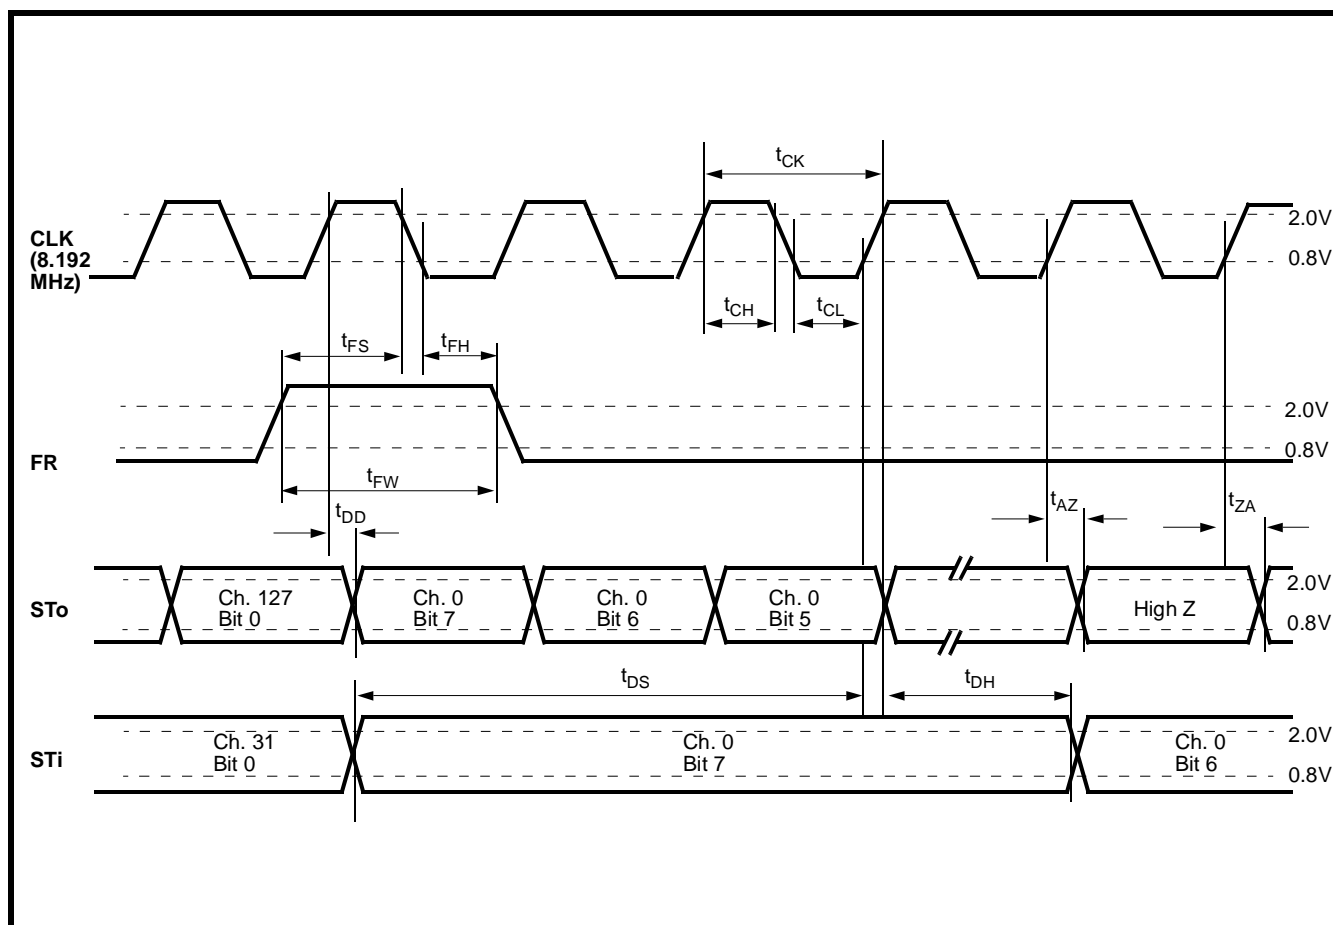 tCK
2.0V
CLK
(8.192
MHz)
0.8V
tCH
tCL
tFS
tFH
2.0V
0.8V
FR
tFW
tDD
tAZ
tZA
2.0V
STo
Ch. 127
Bit 0
Ch. 0
Bit 7
Ch. 0
Bit 6
Ch. 0
Bit 5
High Z
0.8V
tDS
tDH
2.0V
STi
Ch. 31
Bit 0
Ch. 0
Bit 7
Ch. 0
Bit 6
0.8V